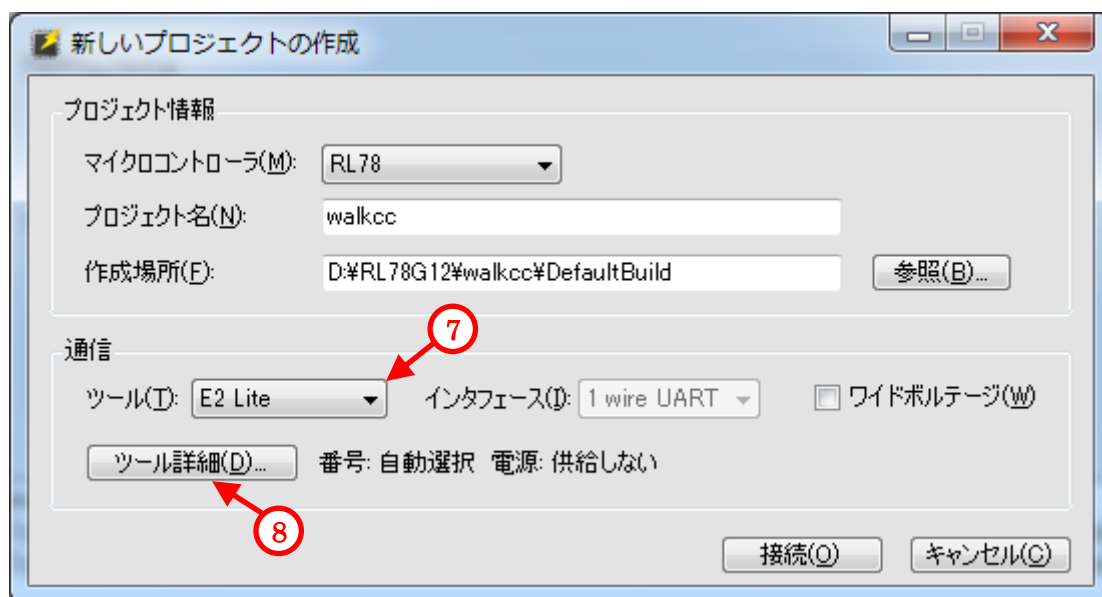 新しいプロジェクトの作成
プロジェクト情報
マイクロコントローラ(M): RL78
プロジェクト名(N): walkcc
作成場所(F): D:¥RL78G12¥walkcc¥DefaultBuild 参照(B)...
⑦
通信
ツール(T): E2 Lite インタフェース(I): 1 wire UART ワイドボルテージ(W)
ツール詳細(D)... 番号: 自動選択 電源: 供給しない
⑧
接続(O) キャンセル(C)